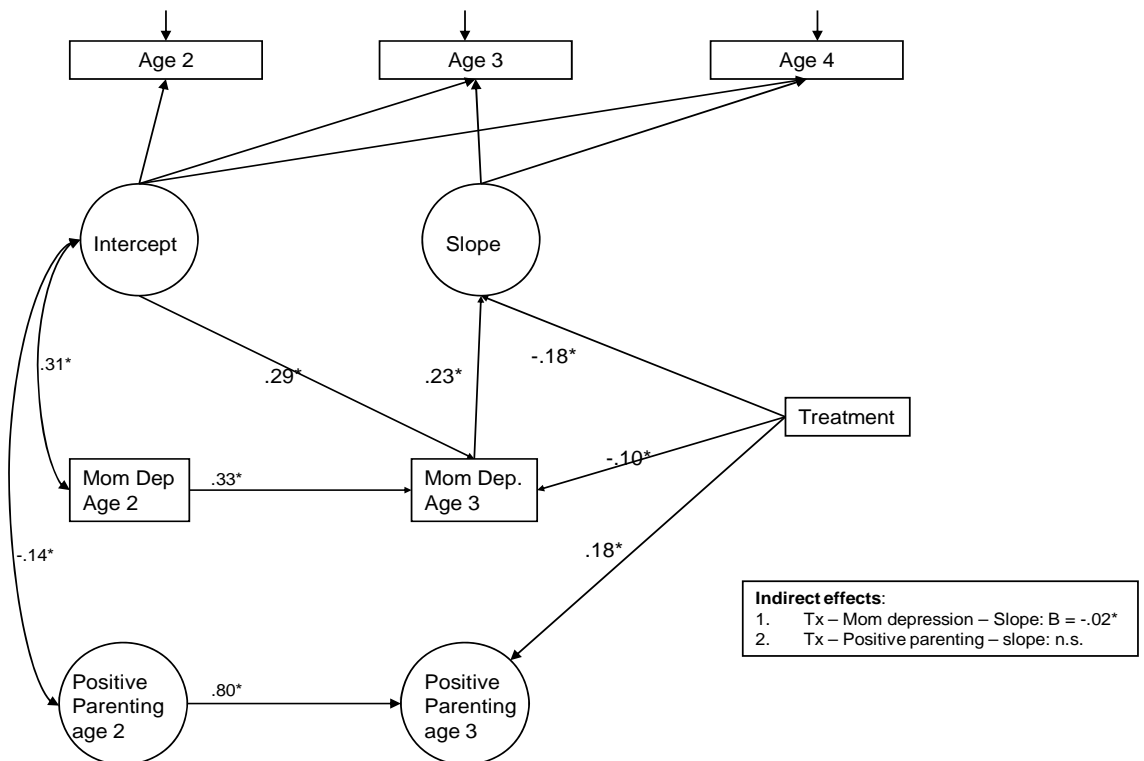 Age 2
Age 3
Age 4
Intercept
Slope
.31*
.29*
.23*
-.18*
Treatment
Mom Dep
Age 2
.33*
Mom Dep.
Age 3
-.10*
-.14*
.18*
Indirect effects:
1. Tx – Mom depression – Slope: B = -.02*
2. Tx – Positive parenting – slope: n.s.
Positive
Parenting
age 2
.80*
Positive
Parenting
age 3